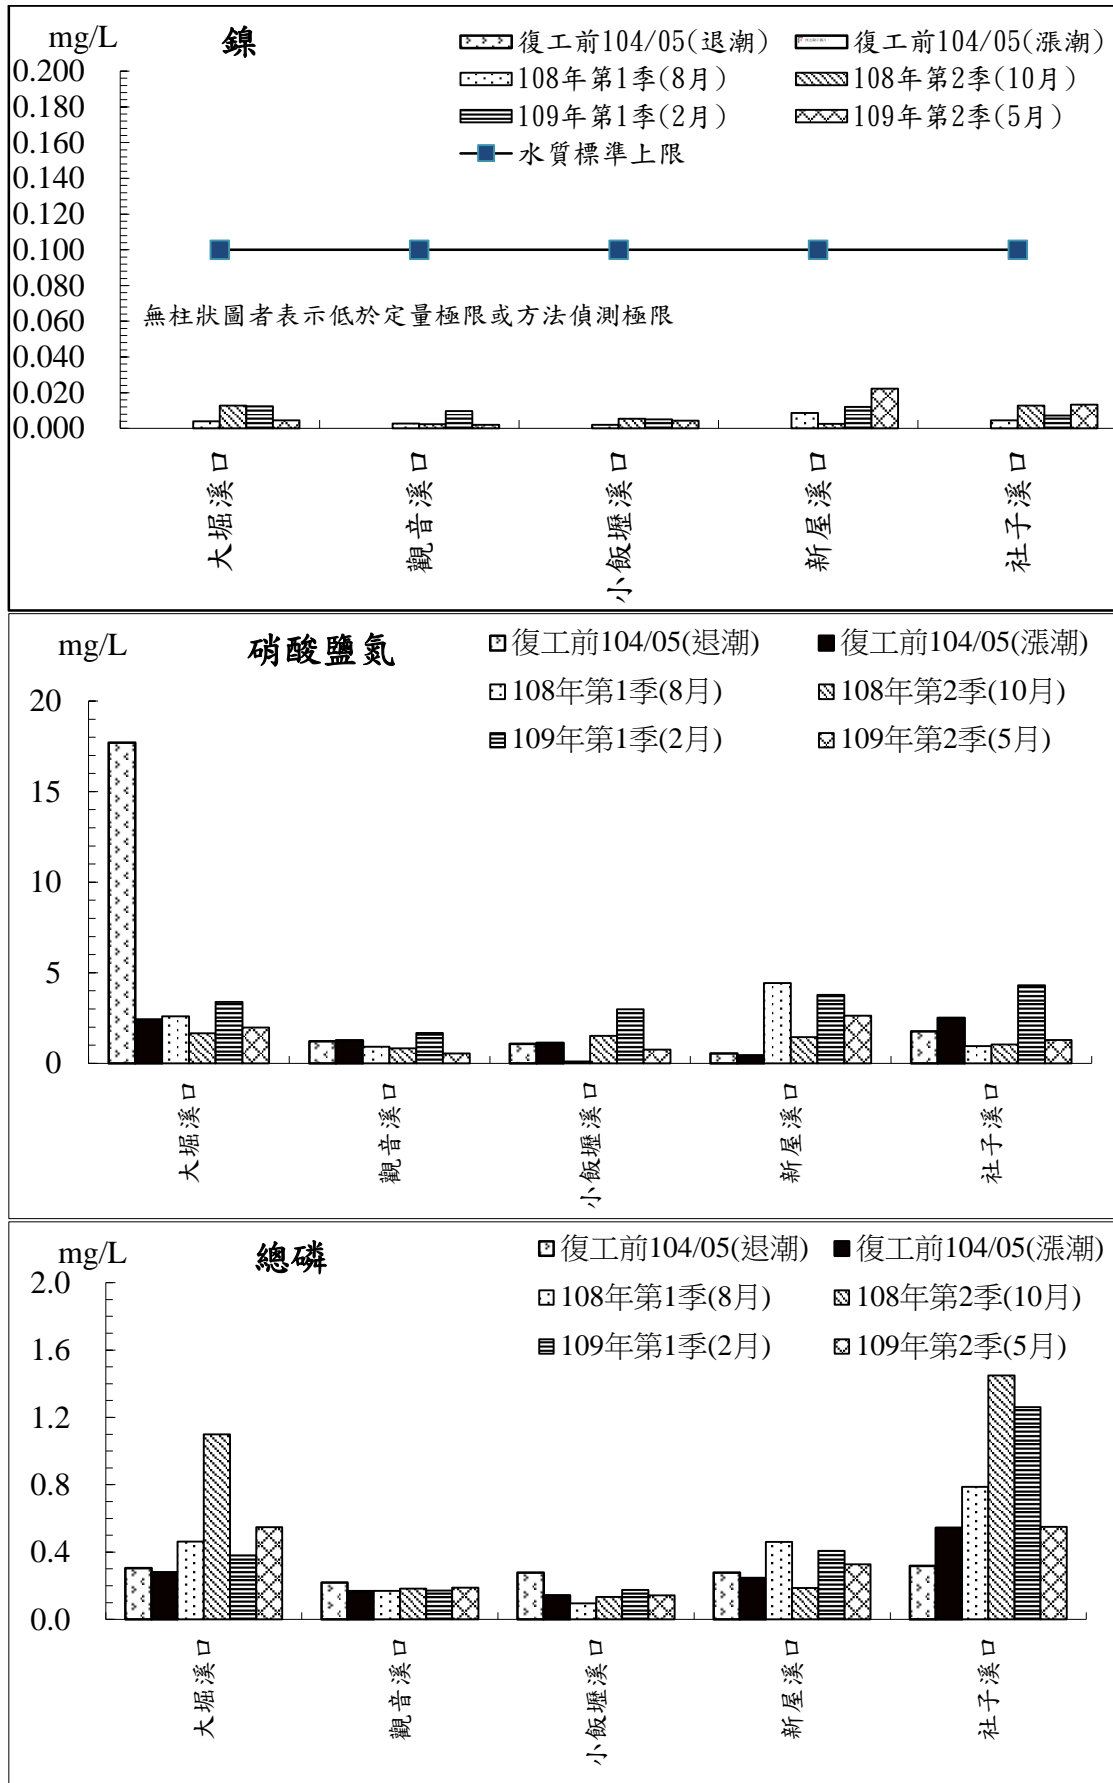 mg/L 鎳
復工前104/05(退潮) 復工前104/05(漲潮)
108年第1季(8月) 108年第2季(10月)
109年第1季(2月) 109年第2季(5月)
水質標準上限
0.200
0.180
0.160
0.140
0.120
0.100
0.080
0.060
0.040
0.020
0.000
無柱狀圖者表示低於定量極限或方法偵測極限
大堀溪口
觀音溪口
小飯壢溪口
新屋溪口
社子溪口
mg/L 硝酸鹽氮
復工前104/05(退潮) 復工前104/05(漲潮)
108年第1季(8月) 108年第2季(10月)
109年第1季(2月) 109年第2季(5月)
20
15
10
5
0
大堀溪口
觀音溪口
小飯壢溪口
新屋溪口
社子溪口
mg/L 總磷
復工前104/05(退潮) 復工前104/05(漲潮)
108年第1季(8月) 108年第2季(10月)
109年第1季(2月) 109年第2季(5月)
2.0
1.6
1.2
0.8
0.4
0.0
大堀溪口
觀音溪口
小飯壢溪口
新屋溪口
社子溪口